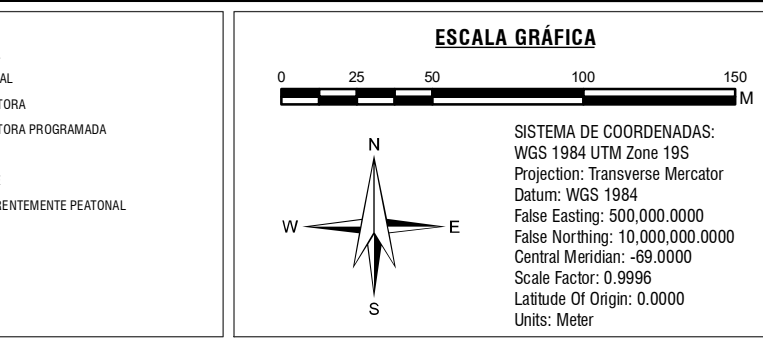 AL
TORA
TORA PROGRAMADA
RENTEMENTE PEATONAL
ESCALA GRÁFICA
0 25 50 100 150
M
N
W E
S
SISTEMA DE COORDENADAS:
WGS 1984 UTM Zone 19S
Projection: Transverse Mercator
Datum: WGS 1984
False Easting: 500,000.0000
False Northing: 10,000,000.0000
Central Meridian: -69.0000
Scale Factor: 0.9996
Latitude Of Origin: 0.0000
Units: Meter